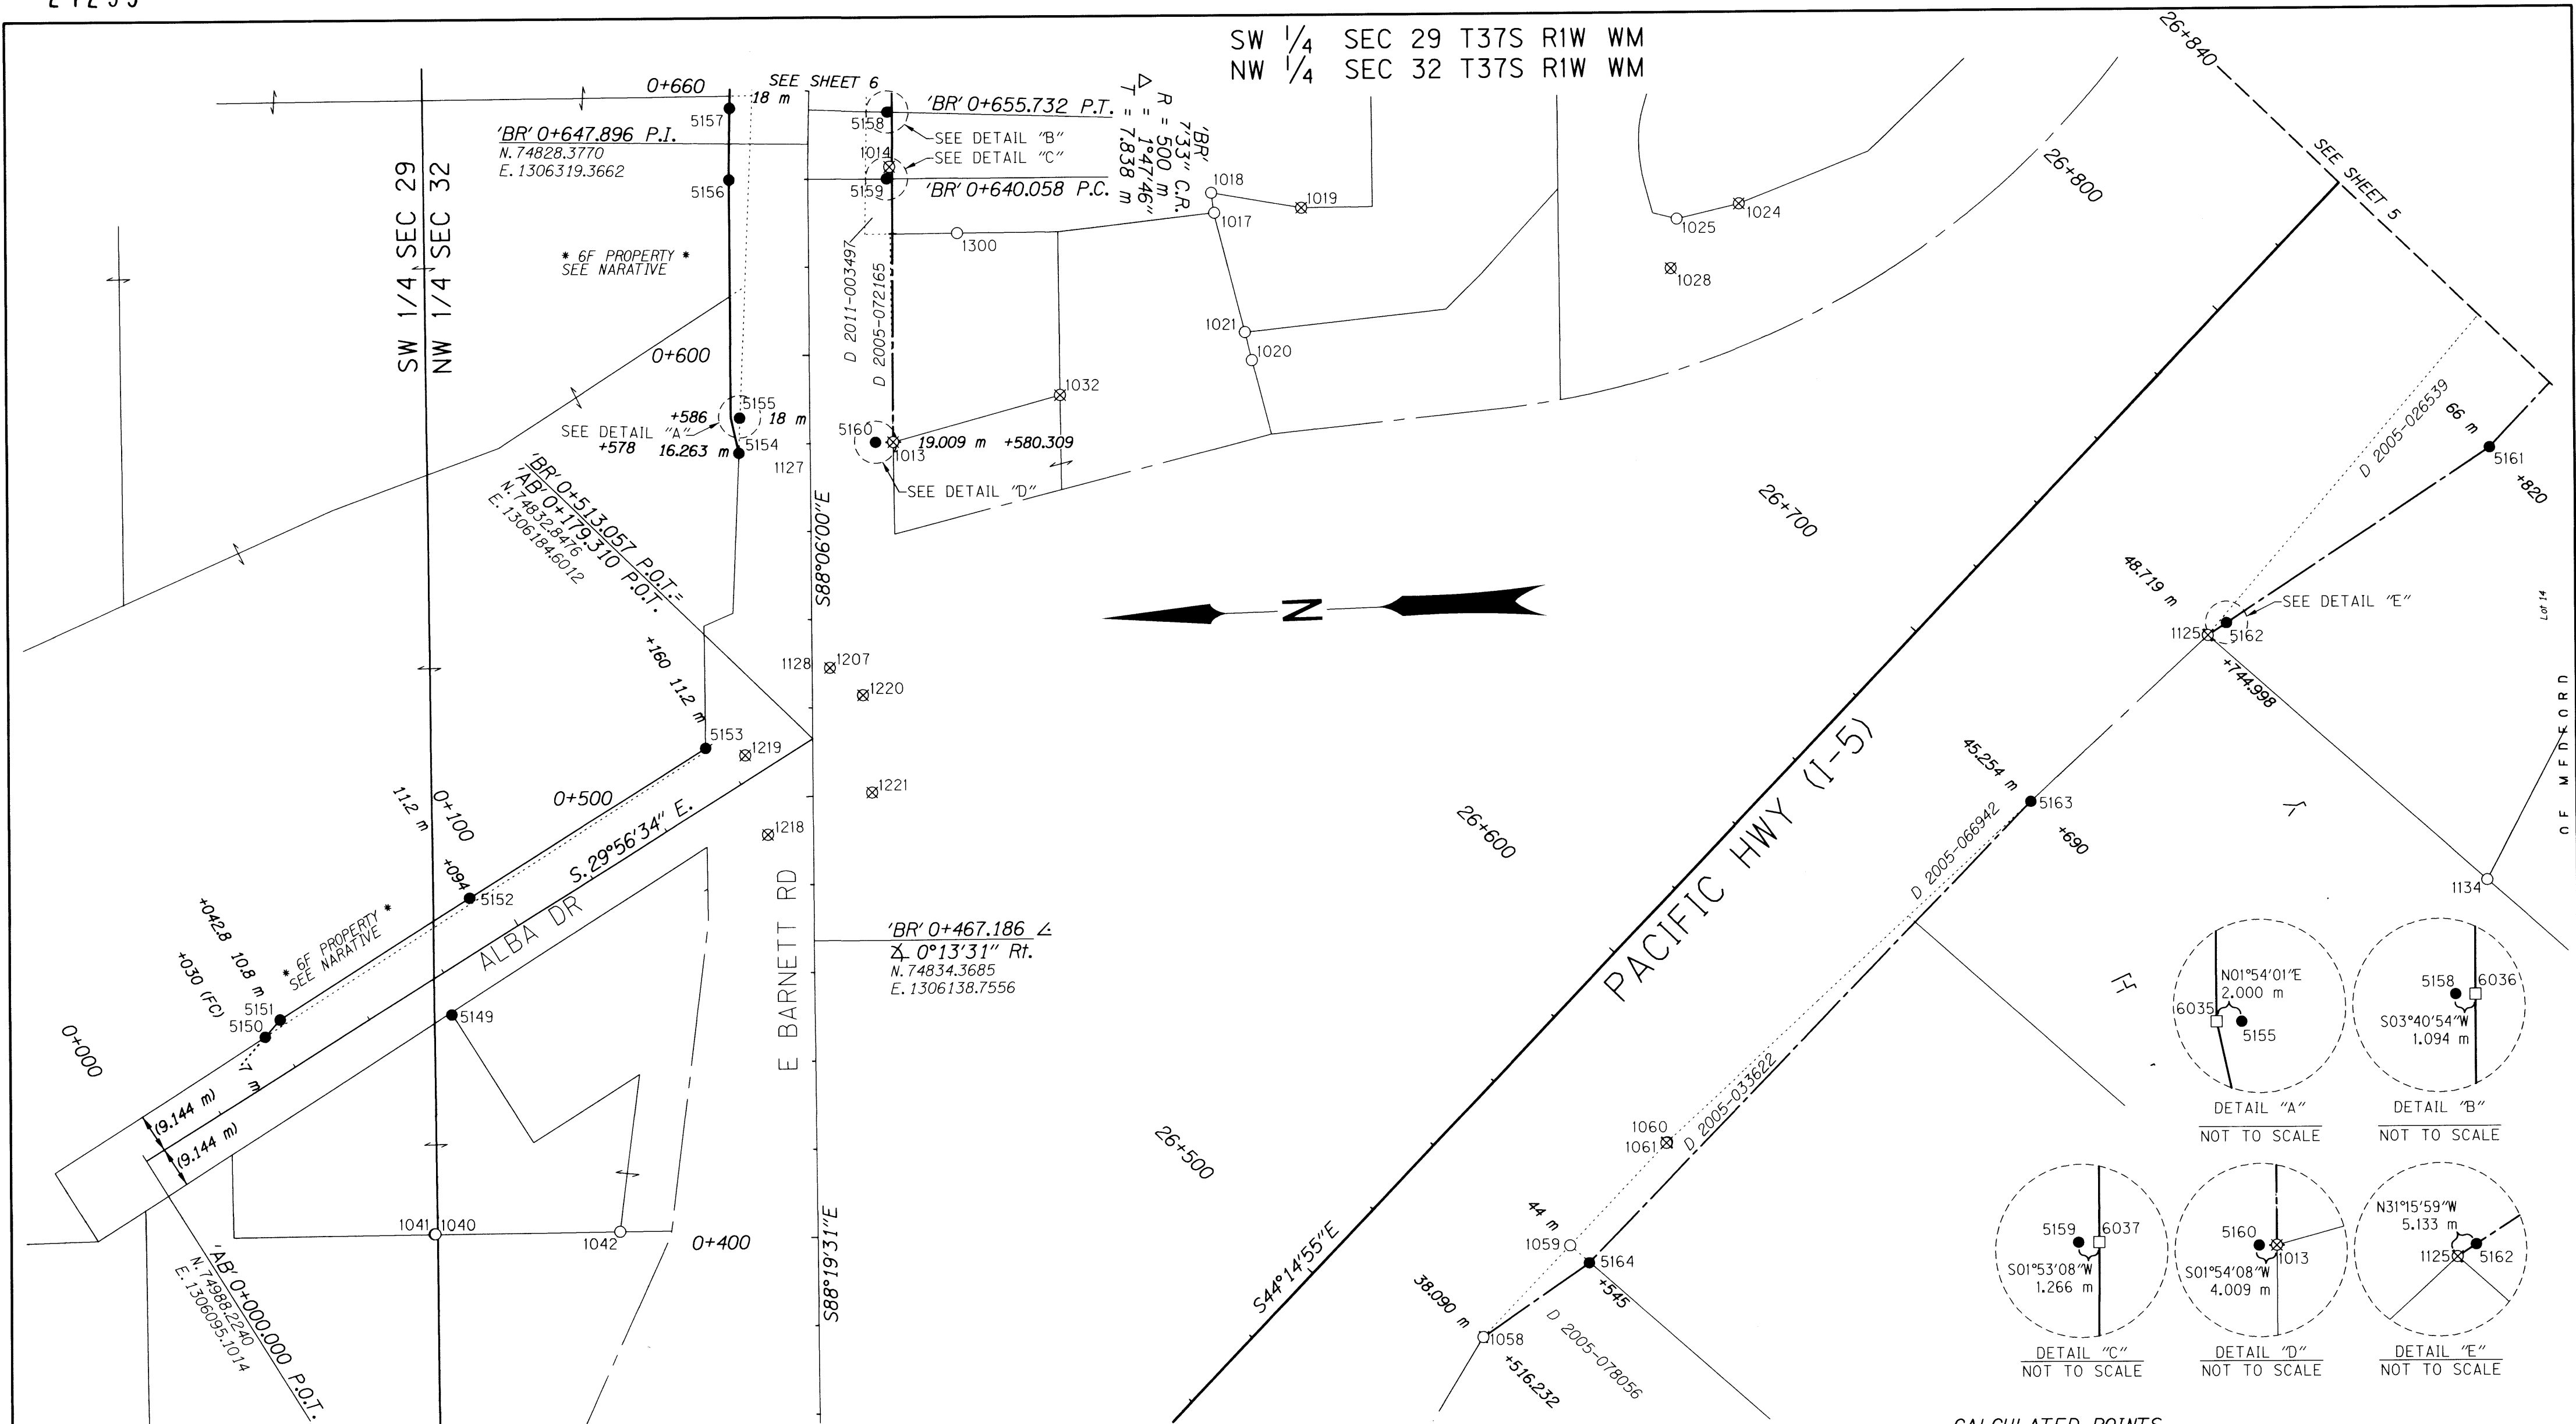 SW 1/4 SEC 29 T37S R1W WM
NW 1/4 SEC 32 T37S R1W WM
0+660
SEE SHEET 6
18 m
5157
'BR' 0+647.896 P.I.
N. 74828.3770
E. 1306319.3662
5156
5158
'BR' 0+655.732 P.T.
SEE DETAIL "B"
1014
SEE DETAIL "C"
5159
'BR' 0+640.058 P.C.
'BR'
7'33" C.R.
R = 500 m
Δ = 1°47'46"
T = 7.838 m
1018
1019
1017
1300
1024
1025
1028
26+840
SEE SHEET 5
26+800
SW 1/4 SEC 29
NW 1/4 SEC 32
* 6F PROPERTY *
SEE NARATIVE
D 2011-003497
D 2005-072165
1021
1020
1032
0+600
+586
5155
18 m
SEE DETAIL "A"
+578
16.263 m
5154
1127
5160
19.009 m +580.309
1013
SEE DETAIL "D"
'BR' 0+513.057 P.O.T.=
'AB' 0+179.310 P.O.T.
N. 74832.8476
E. 1306184.6012
S88°06'00"E
N
26+700
D 2005-026539
66 m
5161
+820
48.719 m
SEE DETAIL "E"
1125
5162
+744.998
Lot 14
OF MEDFORD
+160 11.2 m
1128
1207
1220
5153
1219
1221
1218
0+500
11.2 m
0+100
+094
5152
S. 29°56'34" E.
ALBA DR
E BARNETT RD
* 6F PROPERTY *
SEE NARATIVE
+042.8 10.8 m
+030 (FC)
5151
5150
5149
7 m
0+000
(9.144 m)
(9.144 m)
'BR' 0+467.186 ∠
∠ 0°13'31" Rt.
N. 74834.3685
E. 1306138.7556
1041
1040
1042
0+400
'AB' 0+000.000 P.O.T.
N. 74988.2240
E. 1306095.1014
S88°19'31"E
26+600
26+500
PACIFIC HWY (I-5)
S44°14'55"E
45.254 m
5163
+690
D 2005-066942
D 2005-033622
1060
1061
44 m
1059
5164
+545
38.090 m
1058
D 2005-078056
+516.232
1134
N01°54'01"E
2.000 m
6035
5155
DETAIL "A"
NOT TO SCALE
5158
6036
S03°40'54"W
1.094 m
DETAIL "B"
NOT TO SCALE
5159
6037
S01°53'08"W
1.266 m
DETAIL "C"
NOT TO SCALE
5160
1013
S01°54'08"W
4.009 m
DETAIL "D"
NOT TO SCALE
N31°15'59"W
5.133 m
1125
5162
DETAIL "E"
NOT TO SCALE
CALCULATED POINTS